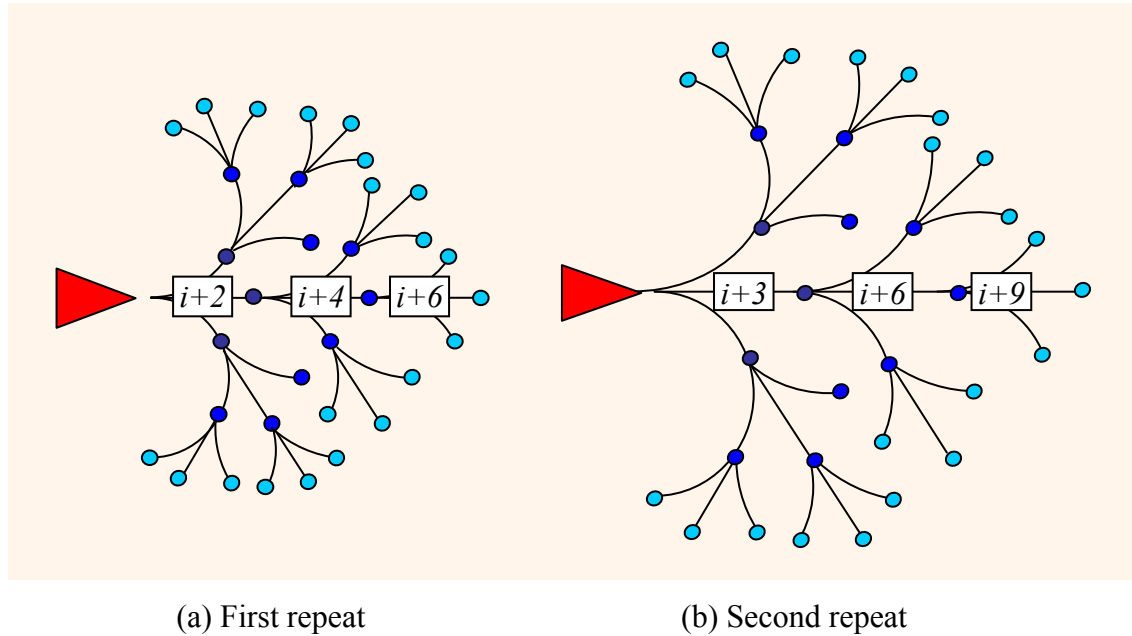 i+2 i+4 i+6
i+3 i+6 i+9
(a) First repeat
(b) Second repeat